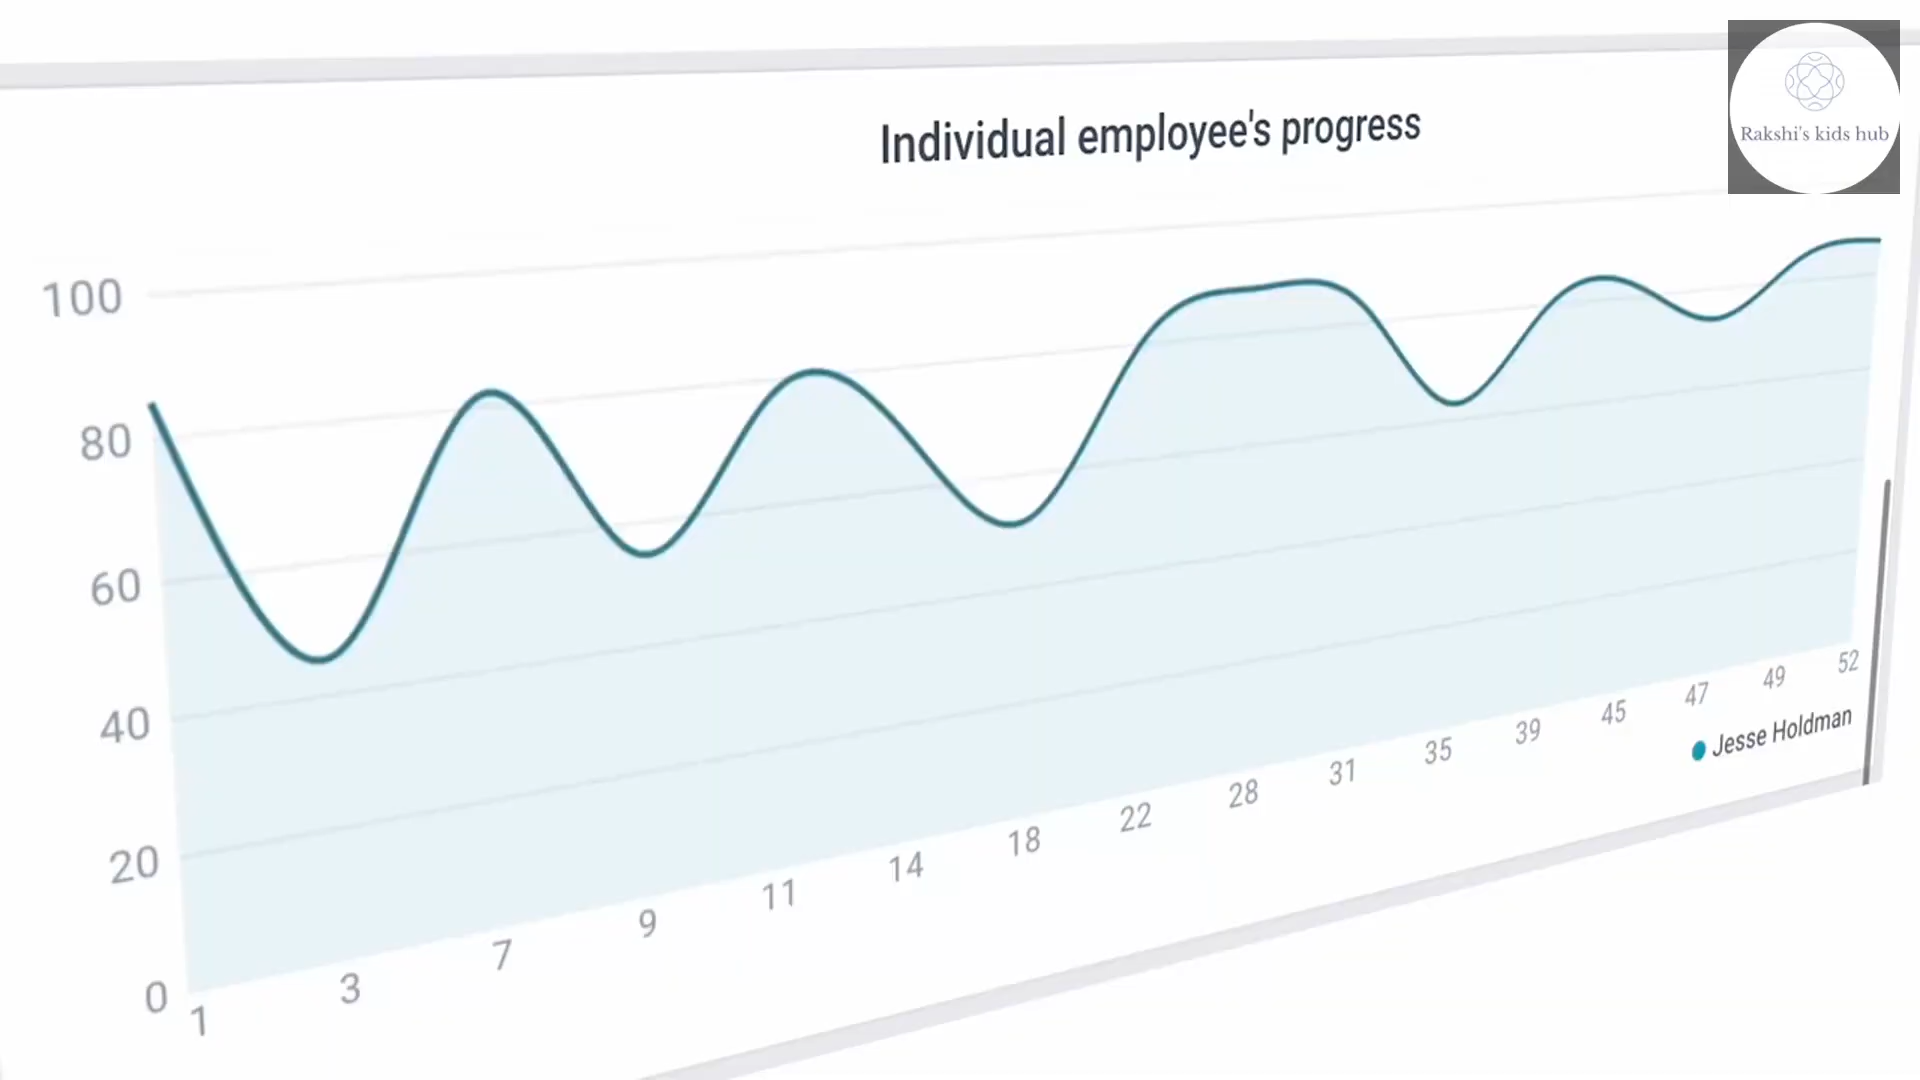 Rakshi's kids hub
Individual employee's progress
100
80
60
40
20
0
1 3 7 9 11 14 18 22 28 31 35 39 45 47 49 52
Jesse Holdman